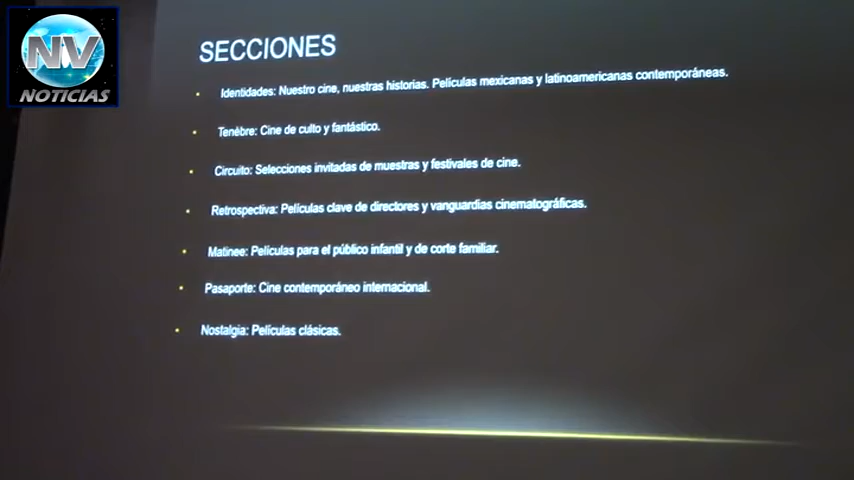 NV
NOTICIAS
SECCIONES
• Identidades: Nuestro cine, nuestras historias. Películas mexicanas y latinoamericanas contemporáneas.
• Tenèbre: Cine de culto y fantástico.
• Circuito: Selecciones invitadas de muestras y festivales de cine.
• Retrospectiva: Películas clave de directores y vanguardias cinematográficas.
• Matinee: Películas para el público infantil y de corte familiar.
• Pasaporte: Cine contemporáneo internacional.
• Nostalgia: Películas clásicas.